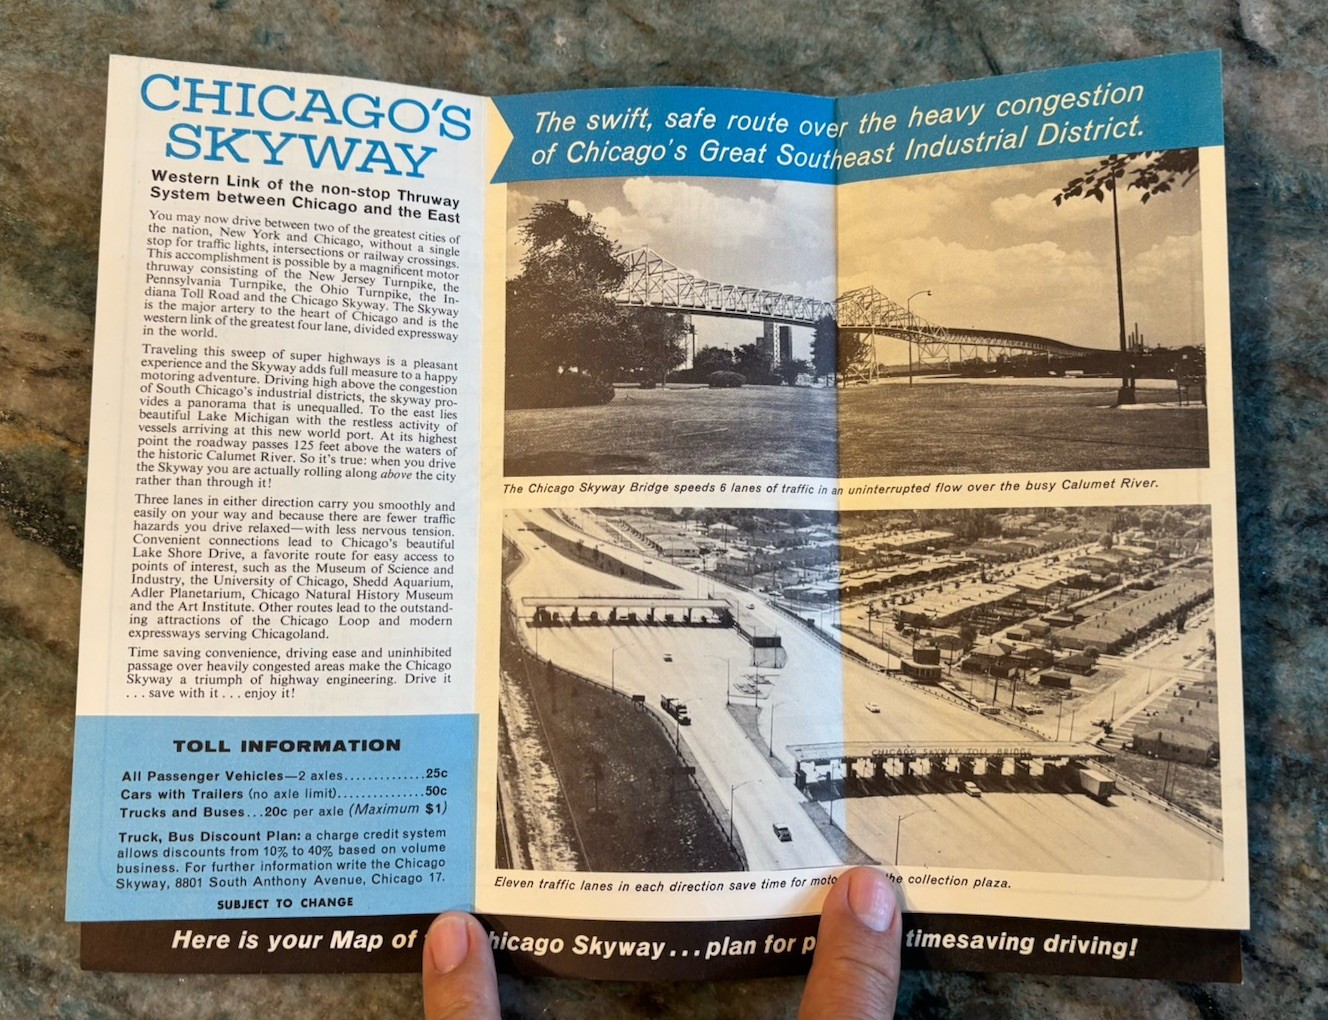 CHICAGO'S
SKYWAY
Western Link of the non-stop Thruway
System between Chicago and the East
You may now drive between two of the greatest cities of
the nation, New York and Chicago, without a single
stop for traffic lights, intersections or railway crossings.
This accomplishment is possible by a magnificent motor
thruway consisting of the New Jersey Turnpike, the
Pennsylvania Turnpike, the Ohio Turnpike, the In-
diana Toll Road and the Chicago Skyway. The Skyway
is the major artery to the heart of Chicago and is the
western link of the greatest four lane, divided expressway
in the world.
Traveling this sweep of super highways is a pleasant
experience and the Skyway adds full measure to a happy
motoring adventure. Driving high above the congestion
of South Chicago's industrial districts, the skyway pro-
vides a panorama that is unequalled. To the east lies
beautiful Lake Michigan with the restless activity of
vessels arriving at this new world port. At its highest
point the roadway passes 125 feet above the waters of
the historic Calumet River. So it's true: when you drive
the Skyway you are actually rolling along above the city
rather than through it!
Three lanes in either direction carry you smoothly and
easily on your way and because there are fewer traffic
hazards you drive relaxed—with less nervous tension.
Convenient connections lead to Chicago's beautiful
Lake Shore Drive, a favorite route for easy access to
points of interest, such as the Museum of Science and
Industry, the University of Chicago, Shedd Aquarium,
Adler Planetarium, Chicago Natural History Museum
and the Art Institute. Other routes lead to the outstand-
ing attractions of the Chicago Loop and modern
expressways serving Chicagoland.
Time saving convenience, driving ease and uninhibited
passage over heavily congested areas make the Chicago
Skyway a triumph of highway engineering. Drive it
. . . save with it . . . enjoy it!
TOLL INFORMATION
All Passenger Vehicles—2 axles..............25c
Cars with Trailers (no axle limit)..............50c
Trucks and Buses...20c per axle (Maximum $1)
Truck, Bus Discount Plan: a charge credit system
allows discounts from 10% to 40% based on volume
business. For further information write the Chicago
Skyway, 8801 South Anthony Avenue, Chicago 17.
SUBJECT TO CHANGE
The swift, safe route over the heavy congestion
of Chicago's Great Southeast Industrial District.
The Chicago Skyway Bridge speeds 6 lanes of traffic in an uninterrupted flow over the busy Calumet River.
CHICAGO SKYWAY TOLL BRIDGE
Eleven traffic lanes in each direction save time for moto the collection plaza.
Here is your Map of hicago Skyway...plan for p timesaving driving!